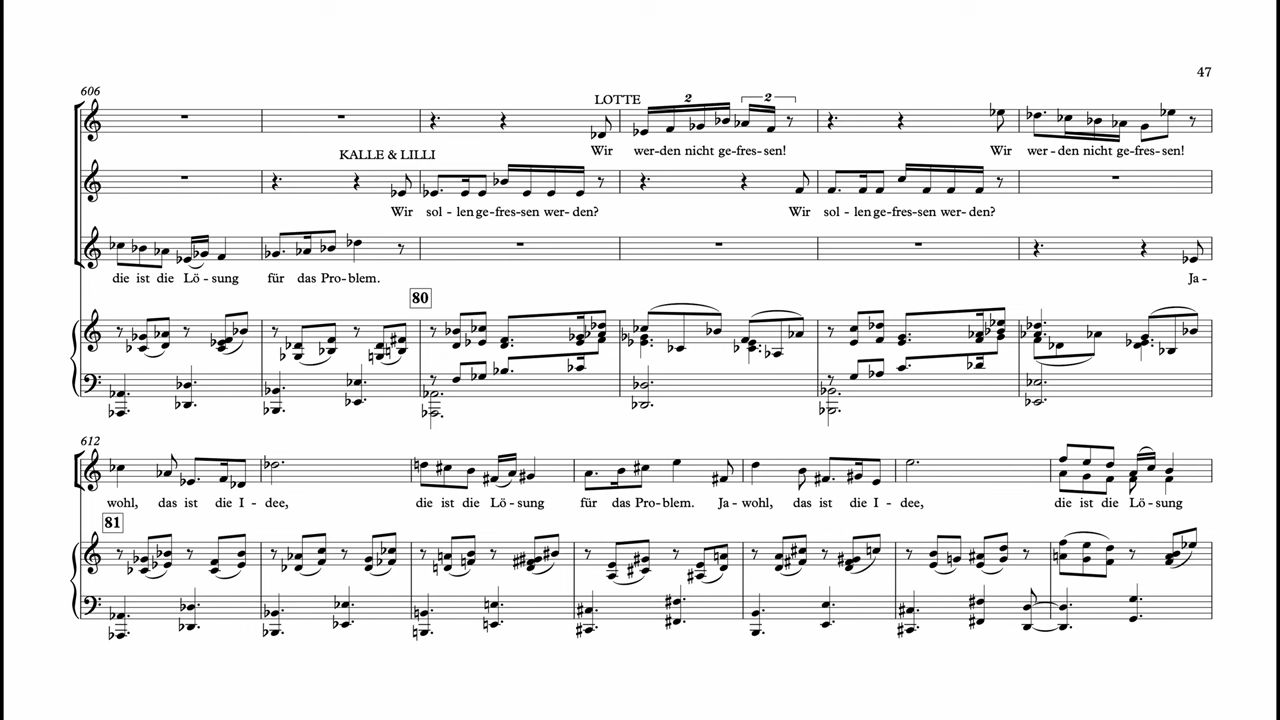 47
606
LOTTE
2 2
Wir wer-den nicht ge-fres-sen! Wir wer-den nicht ge-fres-sen!
KALLE & LILLI
Wir sol-len ge-fres-sen wer-den? Wir sol-len ge-fres-sen wer-den?
die ist die Lö-sung für das Pro-blem. Ja-
80
612
wohl, das ist die I-dee, die ist die Lö-sung für das Pro-blem. Ja-wohl, das ist die I-dee, die ist die Lö-sung
81